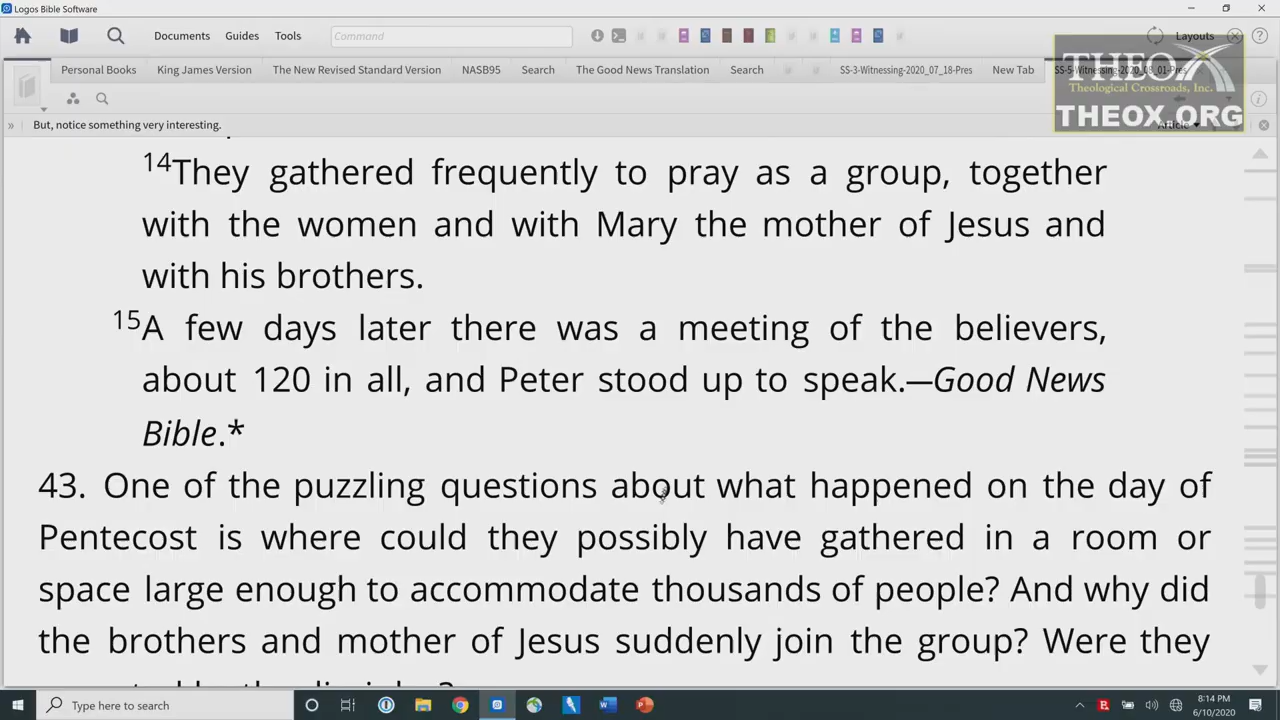 Logos Bible Software
Documents Guides Tools Command Layouts
Personal Books King James Version The New Revised SB95 Search The Good News Translation Search SS-3-Witnessing-2020_07_18-Pres New Tab SS-5-Witnessing-2020_08_01-Pres
THEOX
Theological Crossroads, Inc.
THEOX.ORG
But, notice something very interesting. Article
14They gathered frequently to pray as a group, together
with the women and with Mary the mother of Jesus and
with his brothers.
15A few days later there was a meeting of the believers,
about 120 in all, and Peter stood up to speak.—Good News
Bible.*
43. One of the puzzling questions about what happened on the day of
Pentecost is where could they possibly have gathered in a room or
space large enough to accommodate thousands of people? And why did
the brothers and mother of Jesus suddenly join the group? Were they
Type here to search
8:14 PM
6/10/2020